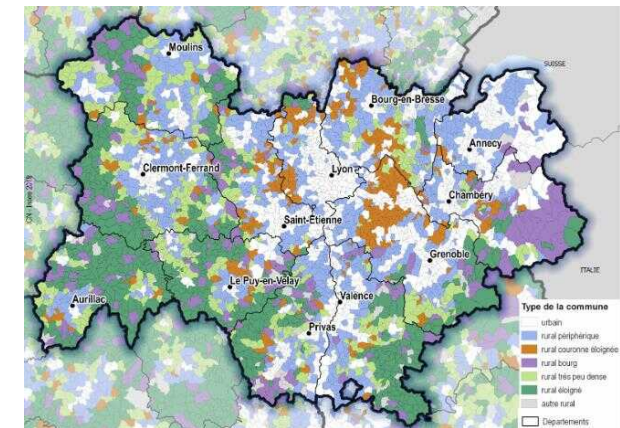 Moulins
SUISSE
Bourg-en-Bresse
Annecy
Clermont-Ferrand
Lyon
Chambéry
Saint-Étienne
Grenoble
ITALIE
Le Puy-en-Velay
Aurillac
Valence
Privas
Type de la commune
urbain
rural périphérique
rural couronne éloignée
rural bourg
rural très peu dense
rural éloigné
autre rural
Départements